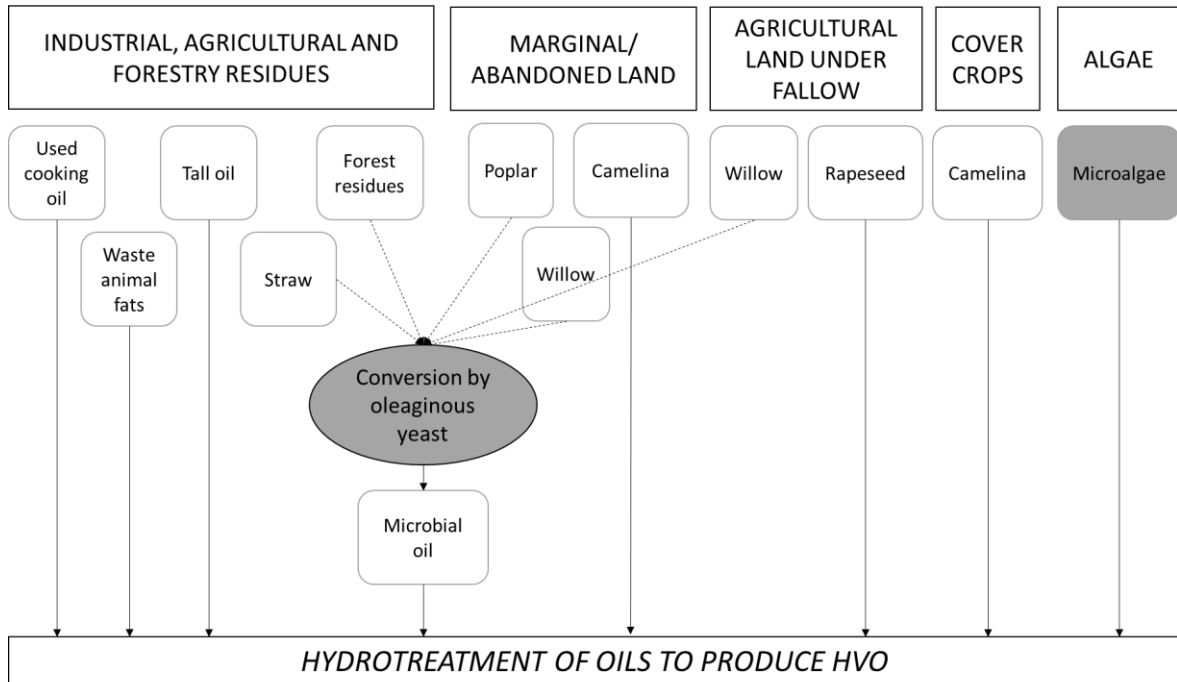 INDUSTRIAL, AGRICULTURAL AND
FORESTRY RESIDUES
MARGINAL/
ABANDONED LAND
AGRICULTURAL
LAND UNDER
FALLOW
COVER
CROPS
ALGAE
Used
cooking
oil
Tall oil
Forest
residues
Poplar
Camelina
Willow
Rapeseed
Camelina
Microalgae
Waste
animal
fats
Straw
Willow
Conversion by
oleaginous
yeast
Microbial
oil
HYDROTREATMENT OF OILS TO PRODUCE HVO